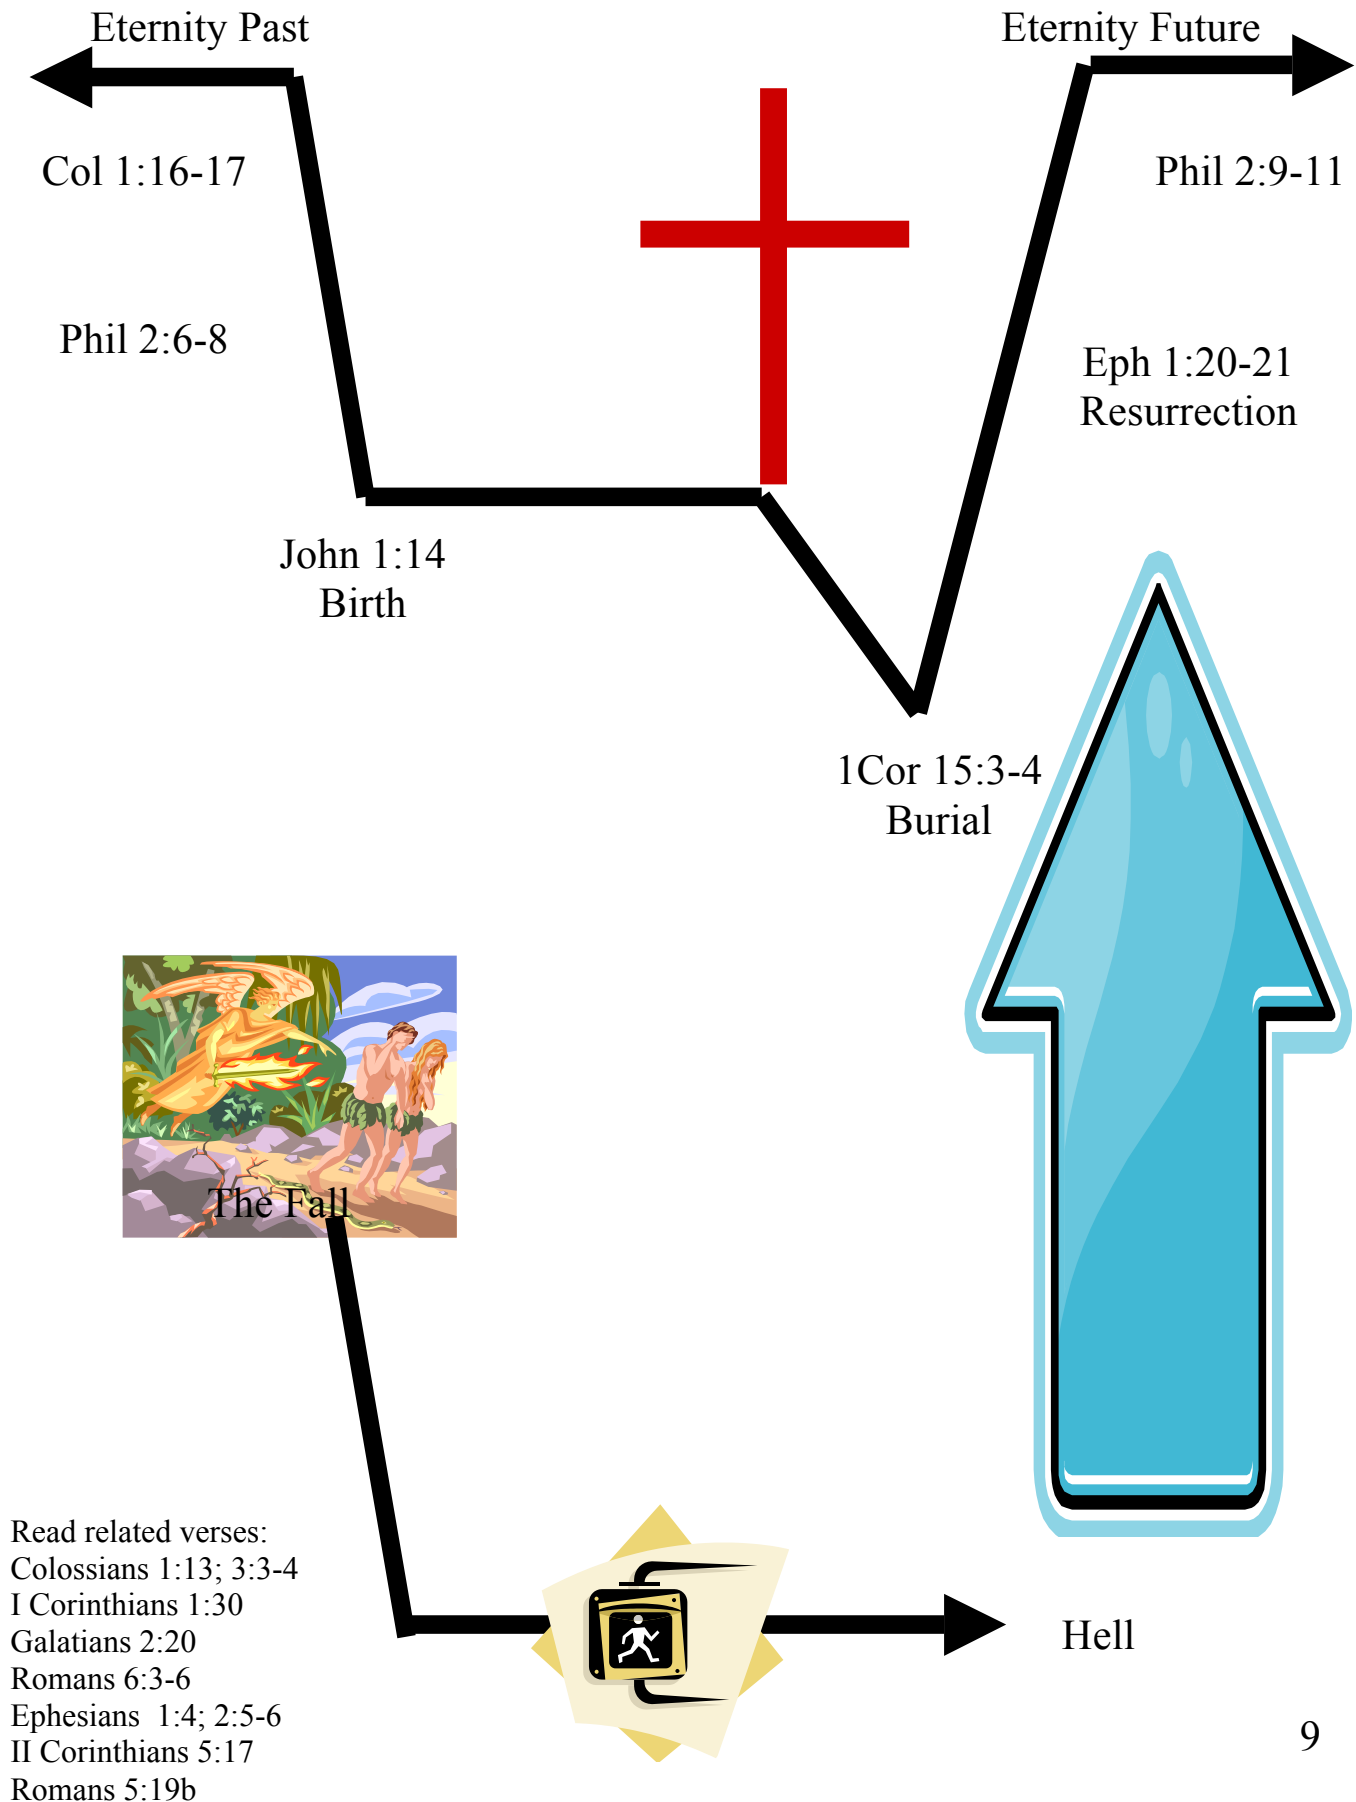 Eternity Past
Eternity Future
Col 1:16-17
Phil 2:9-11
Phil 2:6-8
Eph 1:20-21
Resurrection
John 1:14
Birth
1Cor 15:3-4
Burial
The Fall
Read related verses:
Colossians 1:13; 3:3-4
I Corinthians 1:30
Galatians 2:20
Romans 6:3-6
Ephesians  1:4; 2:5-6
II Corinthians 5:17
Romans 5:19b
Hell
9